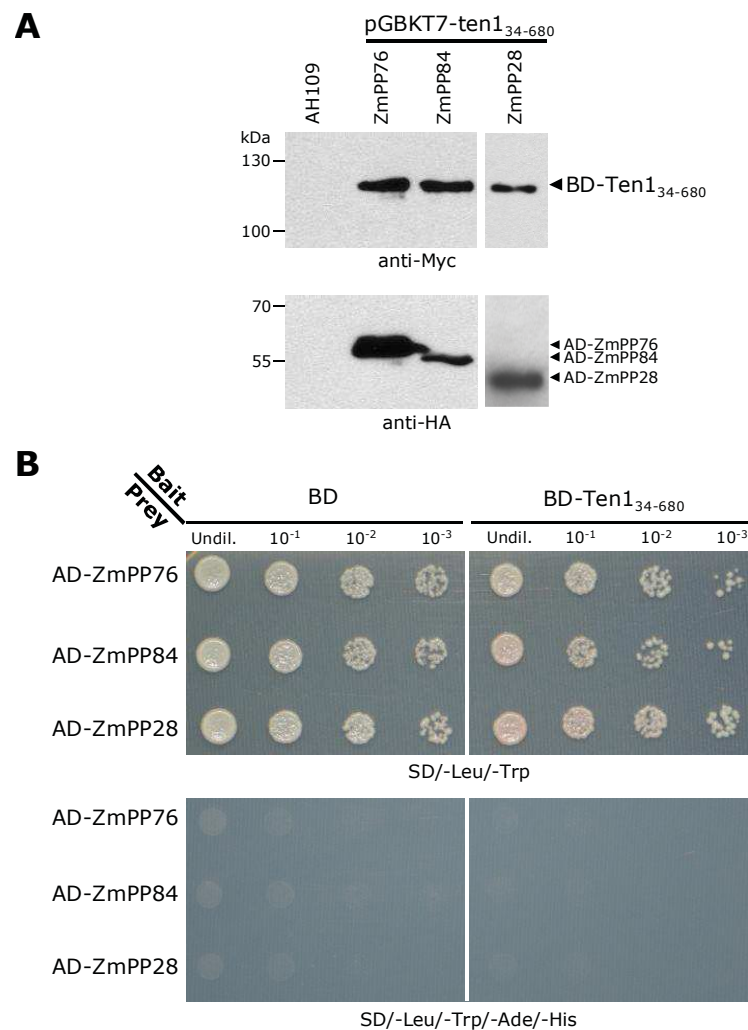 A
pGBKT7-ten1₃₄₋₆₈₀
AH109
ZmPP76
ZmPP84
ZmPP28
kDa
130
100
BD-Ten1₃₄₋₆₈₀
anti-Myc
70
55
AD-ZmPP76
AD-ZmPP84
AD-ZmPP28
anti-HA
B
Bait
Prey
BD
BD-Ten1₃₄₋₆₈₀
Undil. 10⁻¹ 10⁻² 10⁻³ Undil. 10⁻¹ 10⁻² 10⁻³
AD-ZmPP76
AD-ZmPP84
AD-ZmPP28
SD/-Leu/-Trp
AD-ZmPP76
AD-ZmPP84
AD-ZmPP28
SD/-Leu/-Trp/-Ade/-His